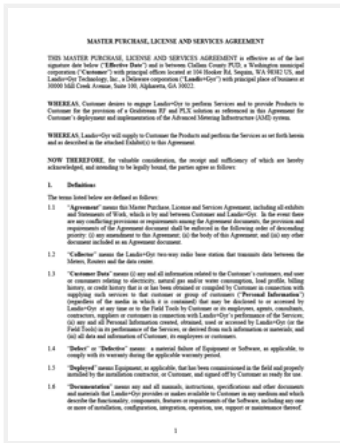 MASTER PURCHASE, LICENSE AND SERVICES AGREEMENT
THIS MASTER PURCHASE, LICENSE AND SERVICES AGREEMENT is effective as of the last
signature date below ("Effective Date") and is between Clallam County PUD, a Washington municipal
corporation ("Customer") with principal offices located at 104 Hooker Rd, Sequim, WA 98382 US, and
Landis+Gyr Technology, Inc., a Delaware corporation ("Landis+Gyr") with principal place of business at
30000 Mill Creek Avenue, Suite 100, Alpharetta, GA 30022.
WHEREAS, Customer desires to engage Landis+Gyr to perform Services and to provide Products to
Customer for the provision of a Gridstream RF and PLX solution as referenced in this Agreement for
Customer's deployment and implementation of the Advanced Metering Infrastructure (AMI) system.
WHEREAS, Landis+Gyr will supply to Customer the Products and perform the Services as set forth herein
and as described in the attached Exhibit(s) to this Agreement.
NOW THEREFORE, for valuable consideration, the receipt and sufficiency of which are hereby
acknowledged, and intending to be legally bound, the parties agree as follows:
1. Definitions
The terms listed below are defined as follows:
1.1 "Agreement" means this Master Purchase, License and Services Agreement, including all exhibits
and Statements of Work, which is by and between Customer and Landis+Gyr. In the event there
are any conflicting provisions or requirements among the Agreement documents, the provision and
requirements of the Agreement document shall be enforced in the following order of descending
priority: (i) any amendment to this Agreement; (ii) the body of this Agreement; and (iii) any other
document included as an Agreement document.
1.2 "Collector" means the Landis+Gyr two-way radio base station that transmits data between the
Meters, Routers and the data center.
1.3 "Customer Data" means (i) any and all information related to the Customer's customers, end user
or consumers relating to electricity, natural gas and/or water consumption, load profile, billing
history, or credit history that is or has been obtained or compiled by Customer in connection with
supplying such services to that customer or group of customers ("Personal Information")
(regardless of the media in which it is contained) that may be disclosed to or accessed by
Landis+Gyr at any time or to the Field Tools by Customer or its employees, agents, consultants,
contractors, suppliers or customers in connection with Landis+Gyr's performance of the Services;
(ii) any and all Personal Information created, obtained, used or accessed by Landis+Gyr (or the
Field Tools) in its performance of the Services, or derived from such information or materials; and
(iii) all data and information of Customer, its employees or customers.
1.4 "Defect" or "Defective" means a material failure of Equipment or Software, as applicable, to
comply with its warranty during the applicable warranty period.
1.5 "Deployed" means Equipment, as applicable, that has been commissioned in the field and properly
installed by the installation contractor, or Customer, and signed off by Customer as ready for use.
1.6 "Documentation" means any and all manuals, instructions, specifications and other documents
and materials that Landis+Gyr provides or makes available to Customer in any medium and which
describe the functionality, components, features or requirements of the Software, including any one
or more of installation, configuration, integration, operation, use, support or maintenance thereof.
1